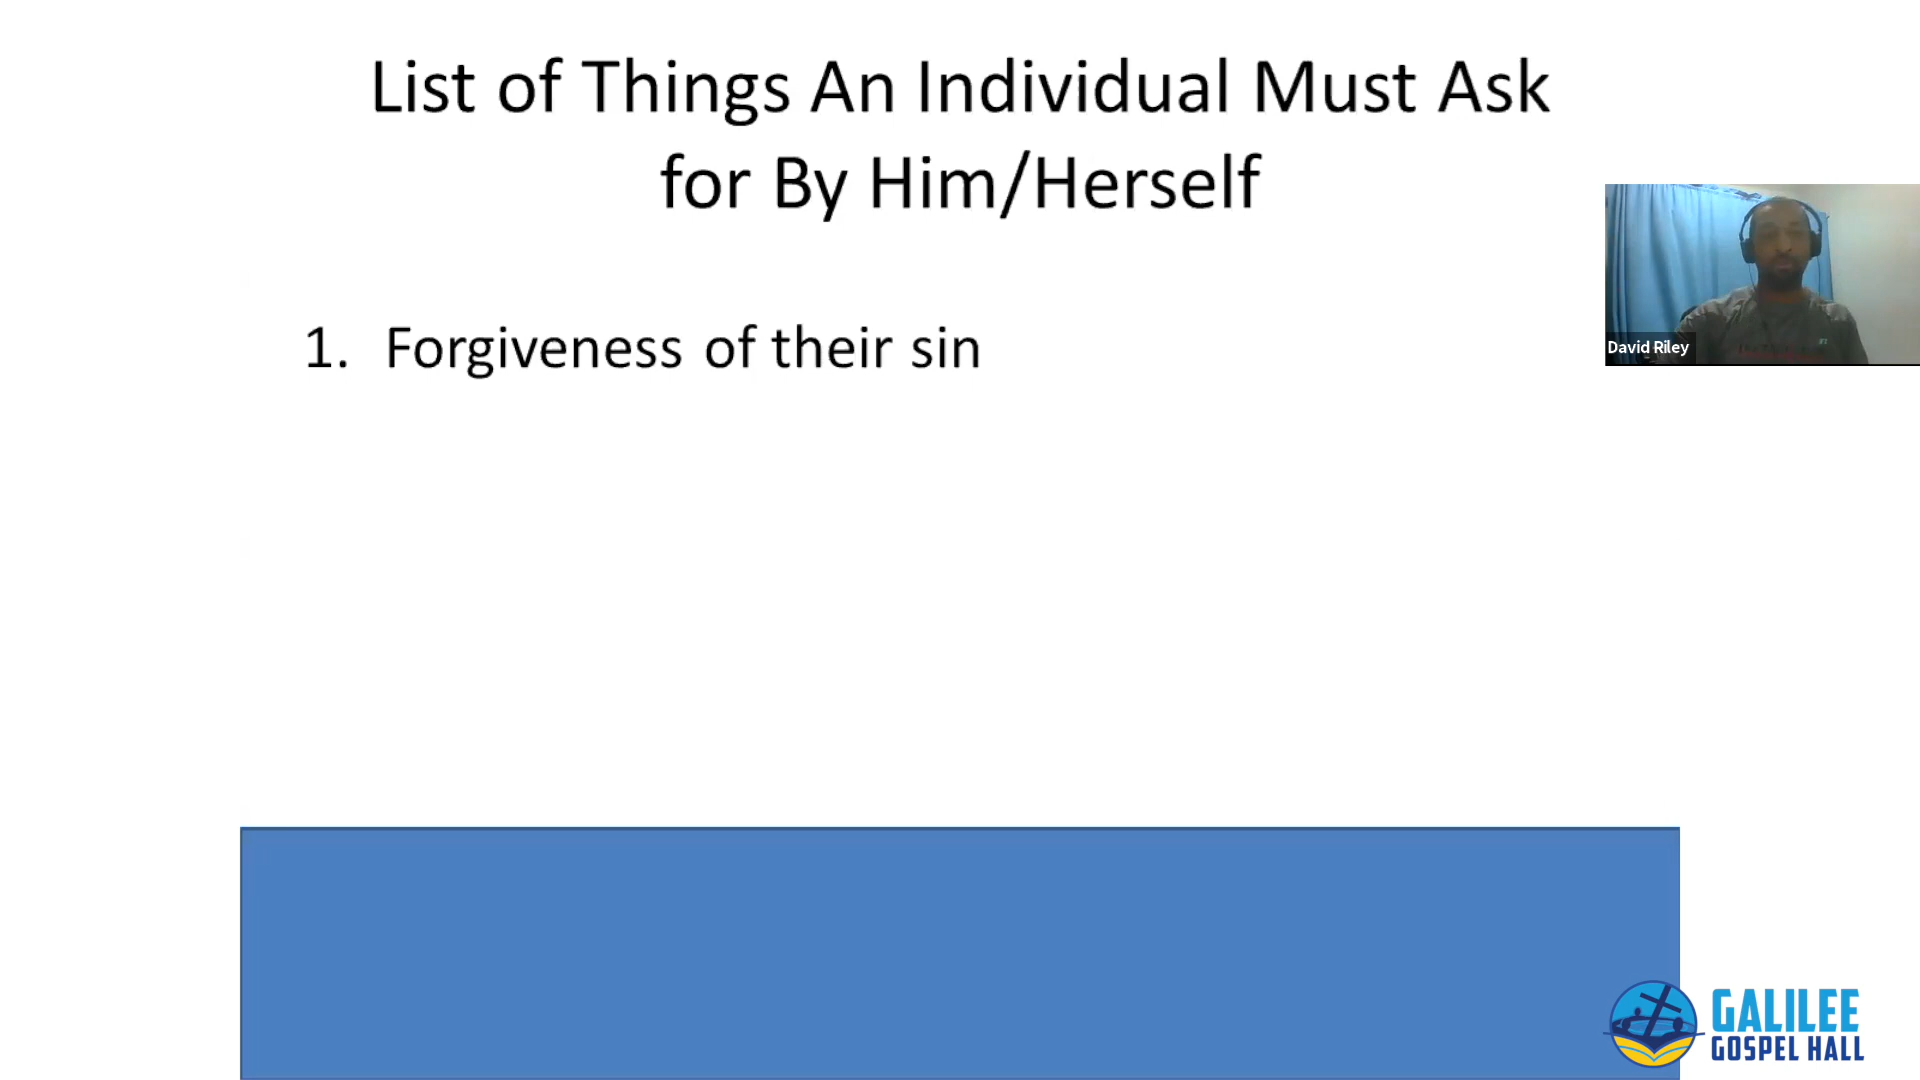 List of Things An Individual Must Ask
for By Him/Herself
1. Forgiveness of their sin
David Riley
GALILEE
GOSPEL HALL